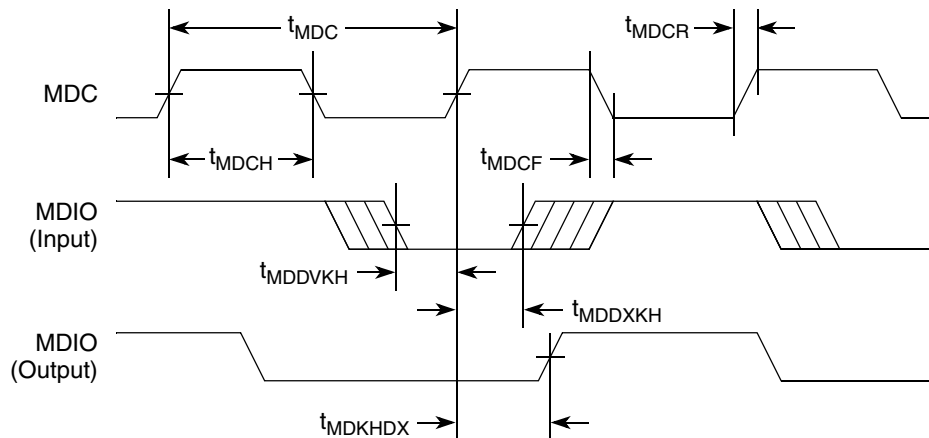 tMDC
tMDCR
MDC
tMDCH
tMDCF
MDIO
(Input)
tMDDVKH
tMDDXKH
MDIO
(Output)
tMDKHDX